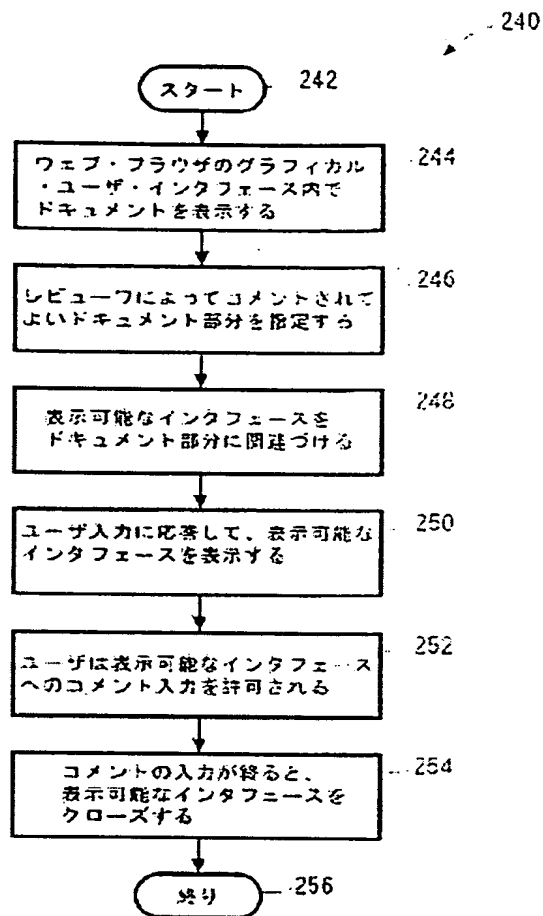 240
スタート
242
ウェブ・ブラウザのグラフィカル
・ユーザ・インタフェース内で
ドキュメントを表示する
244
レビューワによってコメントされて
よいドキュメント部分を指定する
246
表示可能なインタフェースを
ドキュメント部分に関連づける
248
ユーザ入力に応答して、表示可能な
インタフェースを表示する
250
ユーザは表示可能なインタフェース
へのコメント入力を許可される
252
コメントの入力が終ると、
表示可能なインタフェースを
クローズする
254
終り
256